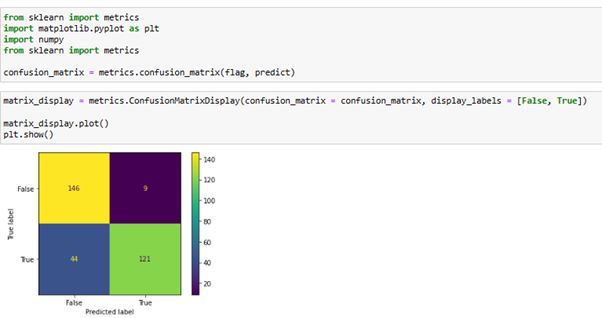 from sklearn import metrics
import matplotlib.pyplot as plt
import numpy
from sklearn import metrics
confusion_matrix = metrics.confusion_matrix(flag, predict)
matrix_display = metrics.ConfusionMatrixDisplay(confusion_matrix = confusion_matrix, display_labels = [False, True])
matrix_display.plot()
plt.show()
140
120
100
80
60
40
20
False
146
9
True
44
121
True label
False
True
Predicted label